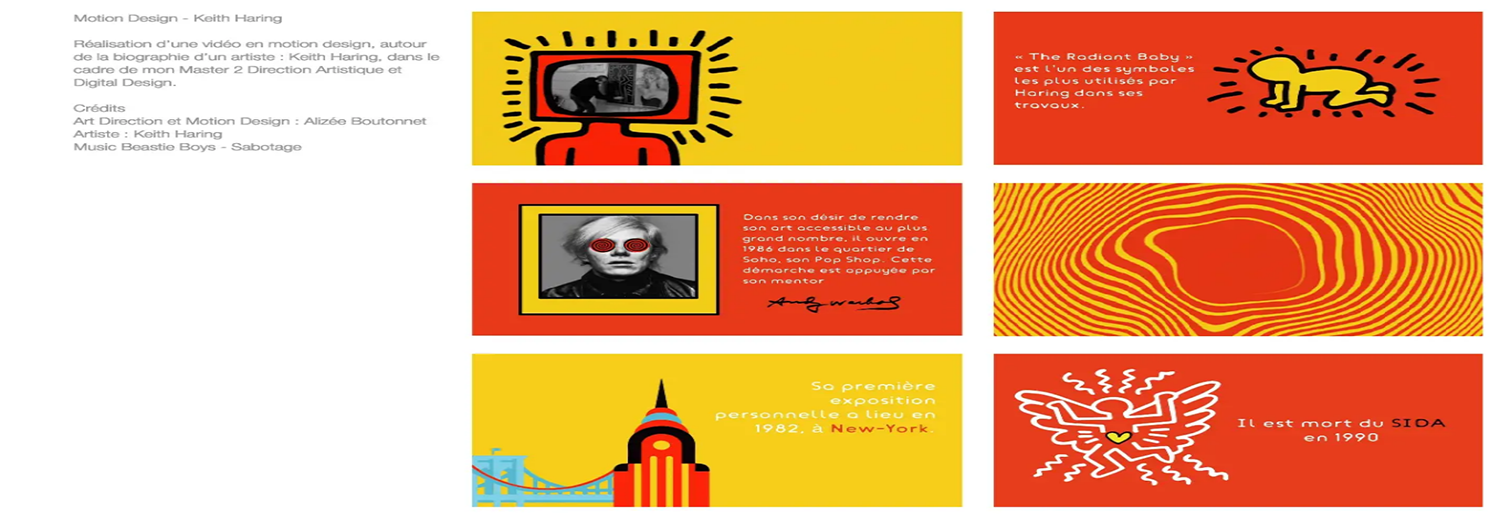 Motion Design - Keith Haring
Réalisation d'une vidéo en motion design, autour
de la biographie d'un artiste : Keith Haring, dans le
cadre de mon Master 2 Direction Artistique et
Digital Design.
Crédits
Art Direction et Motion Design : Alizée Boutonnet
Artiste : Keith Haring
Music Beastie Boys - Sabotage
« The Radiant Baby »
est l'un des symboles
les plus utilisés par
Haring dans ses
travaux.
Dans son désir de rendre
son art accessible au plus
grand nombre, il ouvre en
1986 dans le quartier de
Soho, son Pop Shop. Cette
démarche est appuyée par
son mentor
Andy Warhol
Sa première
exposition
personnelle a lieu en
1982, à New-York.
Il est mort du SIDA
en 1990